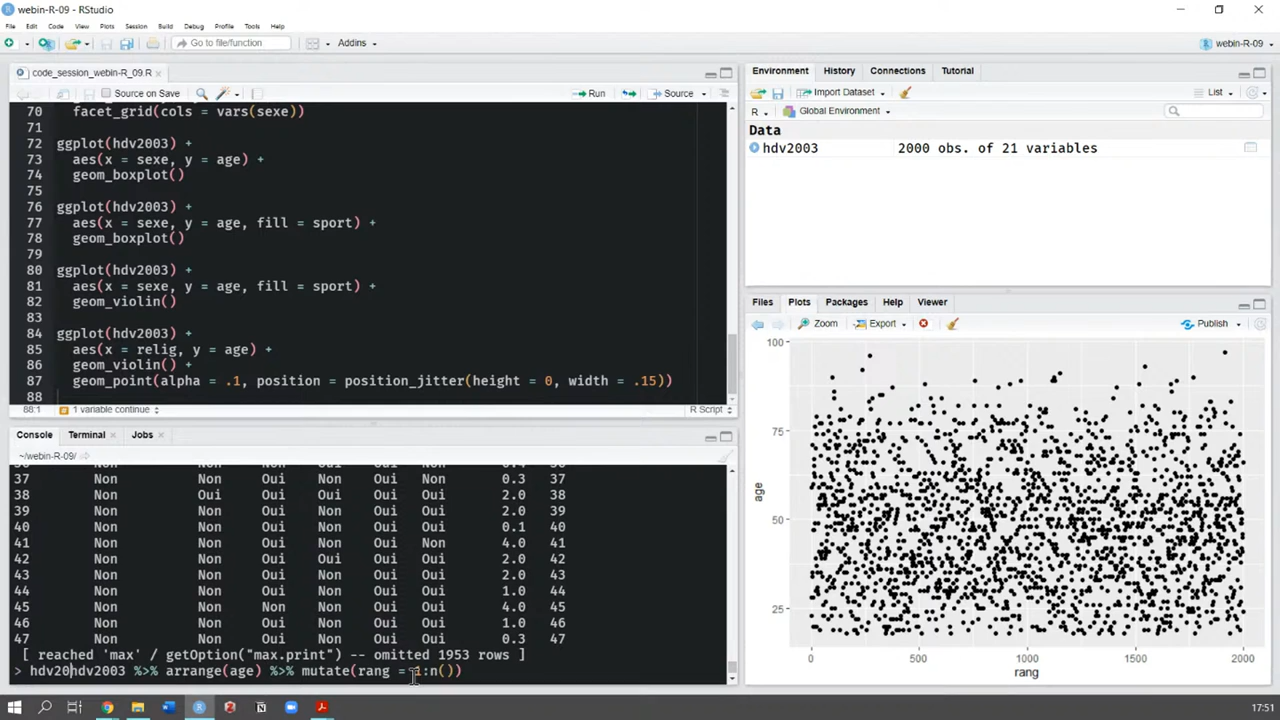 webin-R-09 - RStudio
File Edit Code View Plots Session Build Debug Profile Tools Help
Go to file/function Addins webin-R-09
code_session_webin-R_09.R
Source on Save Run Source
70 facet_grid(cols = vars(sexe))
71
72 ggplot(hdv2003) +
73 aes(x = sexe, y = age) +
74 geom_boxplot()
75
76 ggplot(hdv2003) +
77 aes(x = sexe, y = age, fill = sport) +
78 geom_boxplot()
79
80 ggplot(hdv2003) +
81 aes(x = sexe, y = age, fill = sport) +
82 geom_violin()
83
84 ggplot(hdv2003) +
85 aes(x = relig, y = age) +
86 geom_violin() +
87 geom_point(alpha = .1, position = position_jitter(height = 0, width = .15))
88
88:1 1 variable continue R Script
Console Terminal Jobs
~/webin-R-09/
37 Non Non Oui Non Oui Non 0.3 37
38 Non Oui Oui Non Oui Oui 2.0 38
39 Non Non Oui Non Oui Oui 2.0 39
40 Non Non Oui Non Oui Oui 0.1 40
41 Non Non Oui Non Oui Non 4.0 41
42 Non Non Oui Non Oui Oui 2.0 42
43 Non Non Oui Non Oui Oui 2.0 43
44 Non Non Oui Non Oui Oui 1.0 44
45 Non Non Non Non Oui Oui 4.0 45
46 Non Non Oui Non Oui Oui 1.0 46
47 Non Non Oui Non Oui Non 0.3 47
[ reached 'max' / getOption("max.print") -- omitted 1953 rows ]
> hdv20hdv2003 %>% arrange(age) %>% mutate(rang = 1:n())
Environment History Connections Tutorial
Import Dataset List
R Global Environment
Data
hdv2003 2000 obs. of 21 variables
Files Plots Packages Help Viewer
Zoom Export Publish
100
75
50
25
age
0 500 1000 1500 2000
rang
17:51